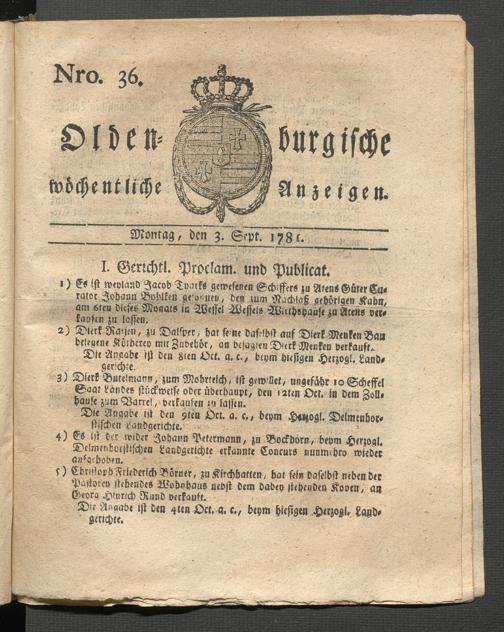 Nro. 36.
Olden= burgische
wöchentliche Anzeigen.
Montag, den 3. Sept. 1781.
I. Gerichtl. Proclam. und Publicat.
1) Es ist weyland Jacob Tparks gewesenen Schiffers zu Atens Güter Cu-
rator Johann Bohlken gesonnen, den zum Nachlaß gehörigen Kahn,
am 6ten dieses Monats in Wessel Wessels Wirthshause zu Atens ver-
kaufen zu lassen.
2) Dierk zu Dalsper, hat seine daselbst auf Dierk Menken Bau
belegene Kötherey mit Zubehör, an besagten Dierk Menken verkauft.
Die Angabe ist den 8ten Oct. a. c., beym hiesigen Herzogl. Land-
gerichte.
3) Dierk Butelmann, zum Mohrteich, ist gewillet, ungefähr 10 Scheffel
Saat Landes stückweise oder überhaupt, den 12ten Oct. in dem Zoll-
hause zum Varrel, verkaufen zu lassen.
Die Angabe ist den 9ten Oct. a. c., beym Herzogl. Delmenhor-
stischen Landgerichte.
4) Es ist der wider Johann Petermann, zu Bockhorn, beym Herzogl.
Delmenhorstischen Landgerichte erkannte Concurs nunmehro wieder
aufgehoben.
5) Christoph Friederich Börner, zu Kirchhatten, hat sein daselbst neben der
Pastorey stehendes Wohnhaus nebst dem dabey stehenden Koven, an
Georg Hinrich Rund verkauft.
Die Angabe ist den 4ten Oct. a. c., beym hiesigen Herzogl. Land-
gerichte.